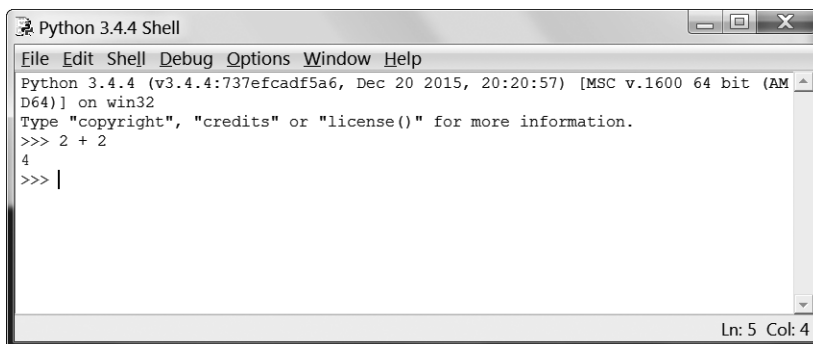 Python 3.4.4 Shell
File Edit Shell Debug Options Window Help
Python 3.4.4 (v3.4.4:737efcadf5a6, Dec 20 2015, 20:20:57) [MSC v.1600 64 bit (AM
D64)] on win32
Type "copyright", "credits" or "license()" for more information.
>>> 2 + 2
4
>>>
Ln: 5 Col: 4